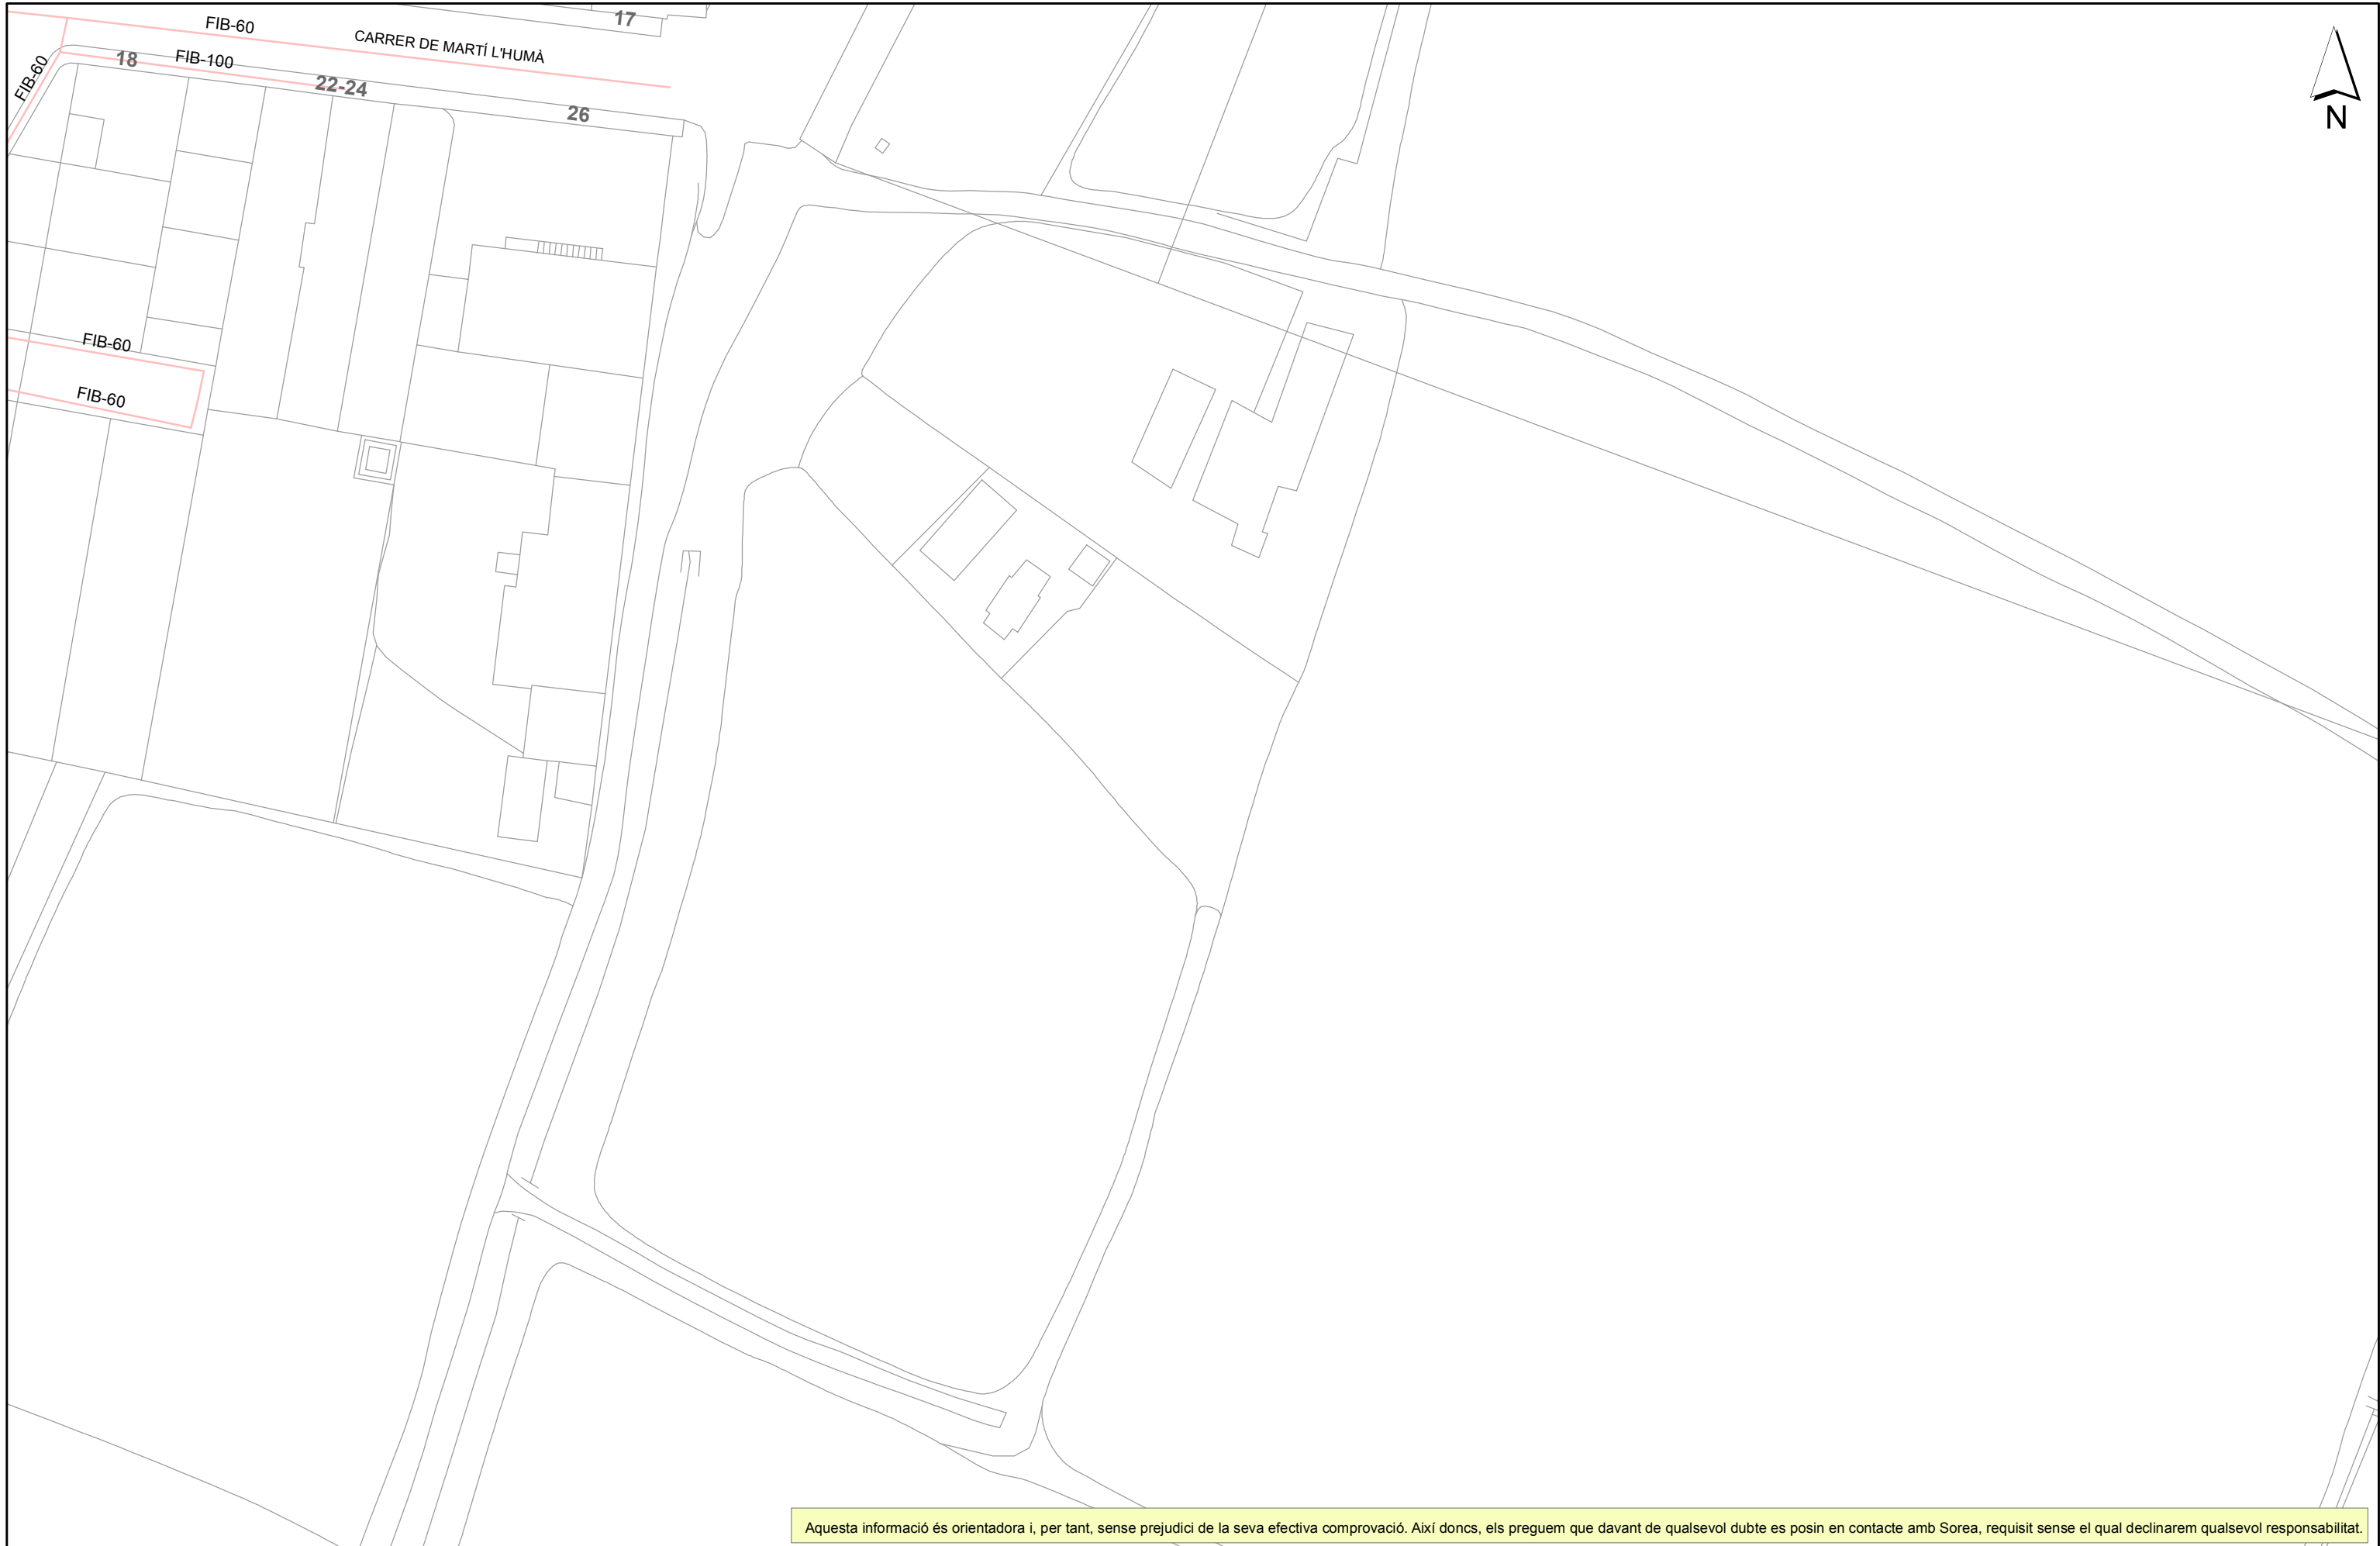 17
FIB-60
CARRER DE MARTÍ L'HUMÀ
18
FIB-100
FIB-60
22-24
26
N
FIB-60
FIB-60
Aquesta informació és orientadora i, per tant, sense prejudici de la seva efectiva comprovació. Així doncs, els preguem que davant de qualsevol dubte es posin en contacte amb Sorea, requisit sense el qual declinarem qualsevol responsabilitat.